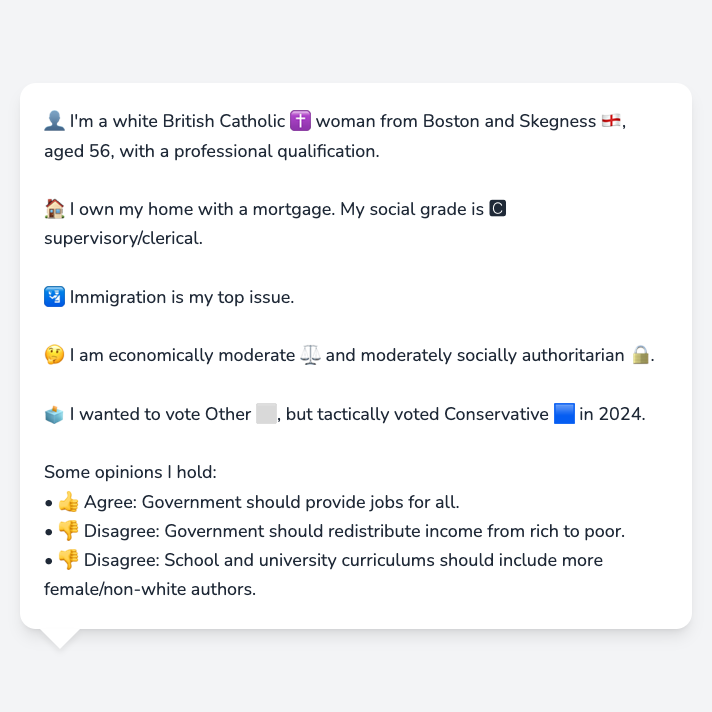 👤 I'm a white British Catholic ✝️ woman from Boston and Skegness 🏴󠁧󠁢󠁥󠁮󠁧󠁿,
aged 56, with a professional qualification.
🏠 I own my home with a mortgage. My social grade is 🅲
supervisory/clerical.
🛂 Immigration is my top issue.
🤔 I am economically moderate ⚖️ and moderately socially authoritarian 🔒.
🗳️ I wanted to vote Other ⬜, but tactically voted Conservative 🟦 in 2024.
Some opinions I hold:
• 👍 Agree: Government should provide jobs for all.
• 👎 Disagree: Government should redistribute income from rich to poor.
• 👎 Disagree: School and university curriculums should include more
female/non-white authors.